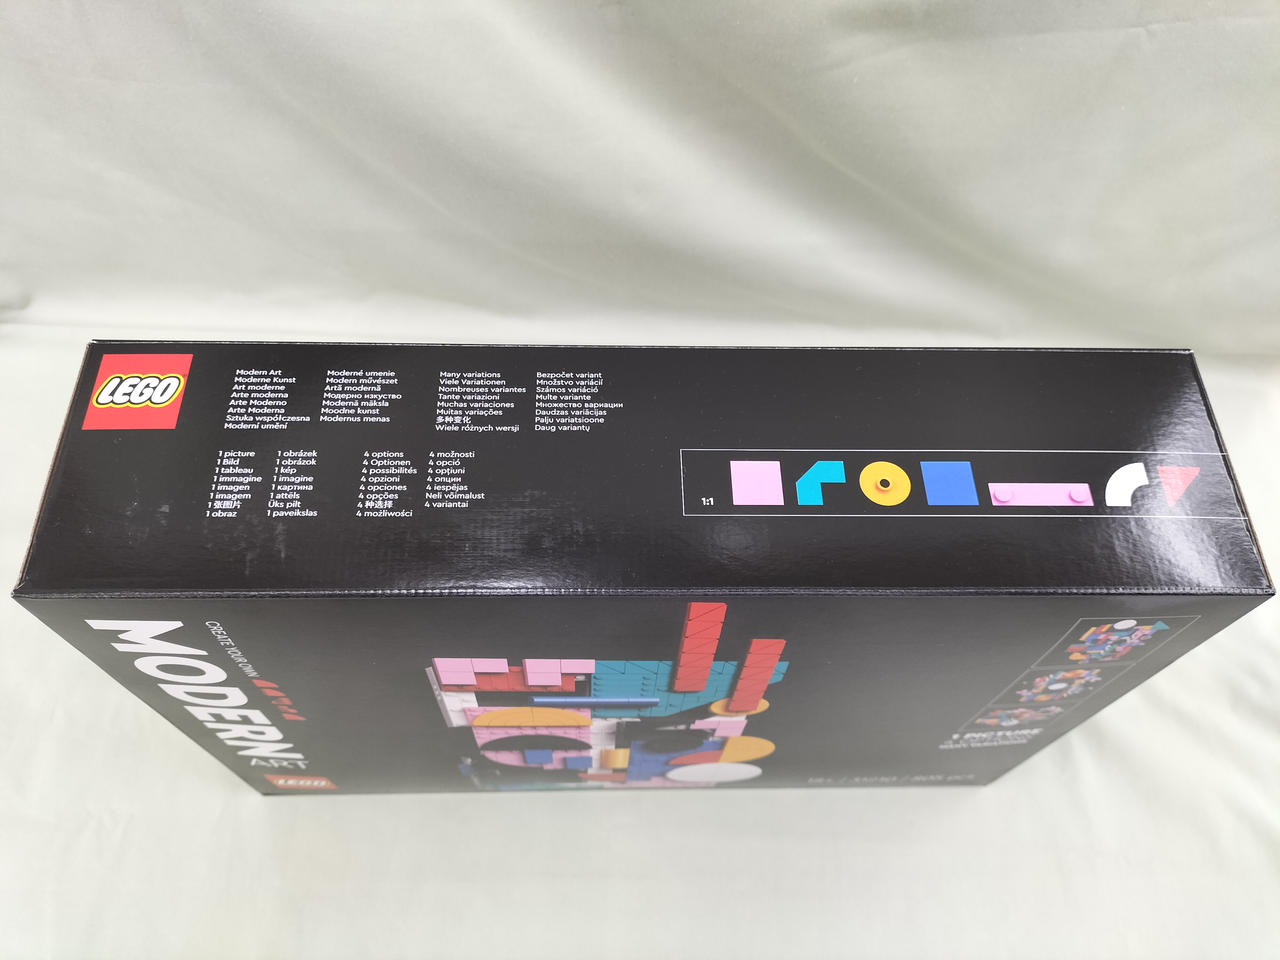 LEGO
Modern Art
Moderne Kunst
Art moderne
Arte moderna
Arte Moderno
Arte Moderna
Sztuka współczesna
Moderní umění
Moderné umenie
Modern művészet
Artă modernă
Модерно изкуство
Modernā māksla
Moodne kunst
Modernus menas
Many variations
Viele Variationen
Nombreuses variantes
Tante variazioni
Muchas variaciones
Muitas variações
多种变化
Wiele różnych wersji
Bezpočet variant
Množstvo variácií
Számos variáció
Multe variante
Множество вариации
Daudzas variācijas
Palju variatsioone
Daug variantų
1 picture
1 Bild
1 tableau
1 immagine
1 imagen
1 imagem
1 张图片
1 obraz
1 obrázek
1 obrázok
1 kép
1 imagine
1 картина
1 attēls
Üks pilt
1 paveikslas
4 options
4 Optionen
4 possibilités
4 opzioni
4 opciones
4 opções
4 种选择
4 możliwości
4 možnosti
4 opció
4 opțiuni
4 опции
4 iespējas
Neli võimalust
4 variantai
1:1
CREATE YOUR OWN
MODERN
ART
LEGO
1 PICTURE